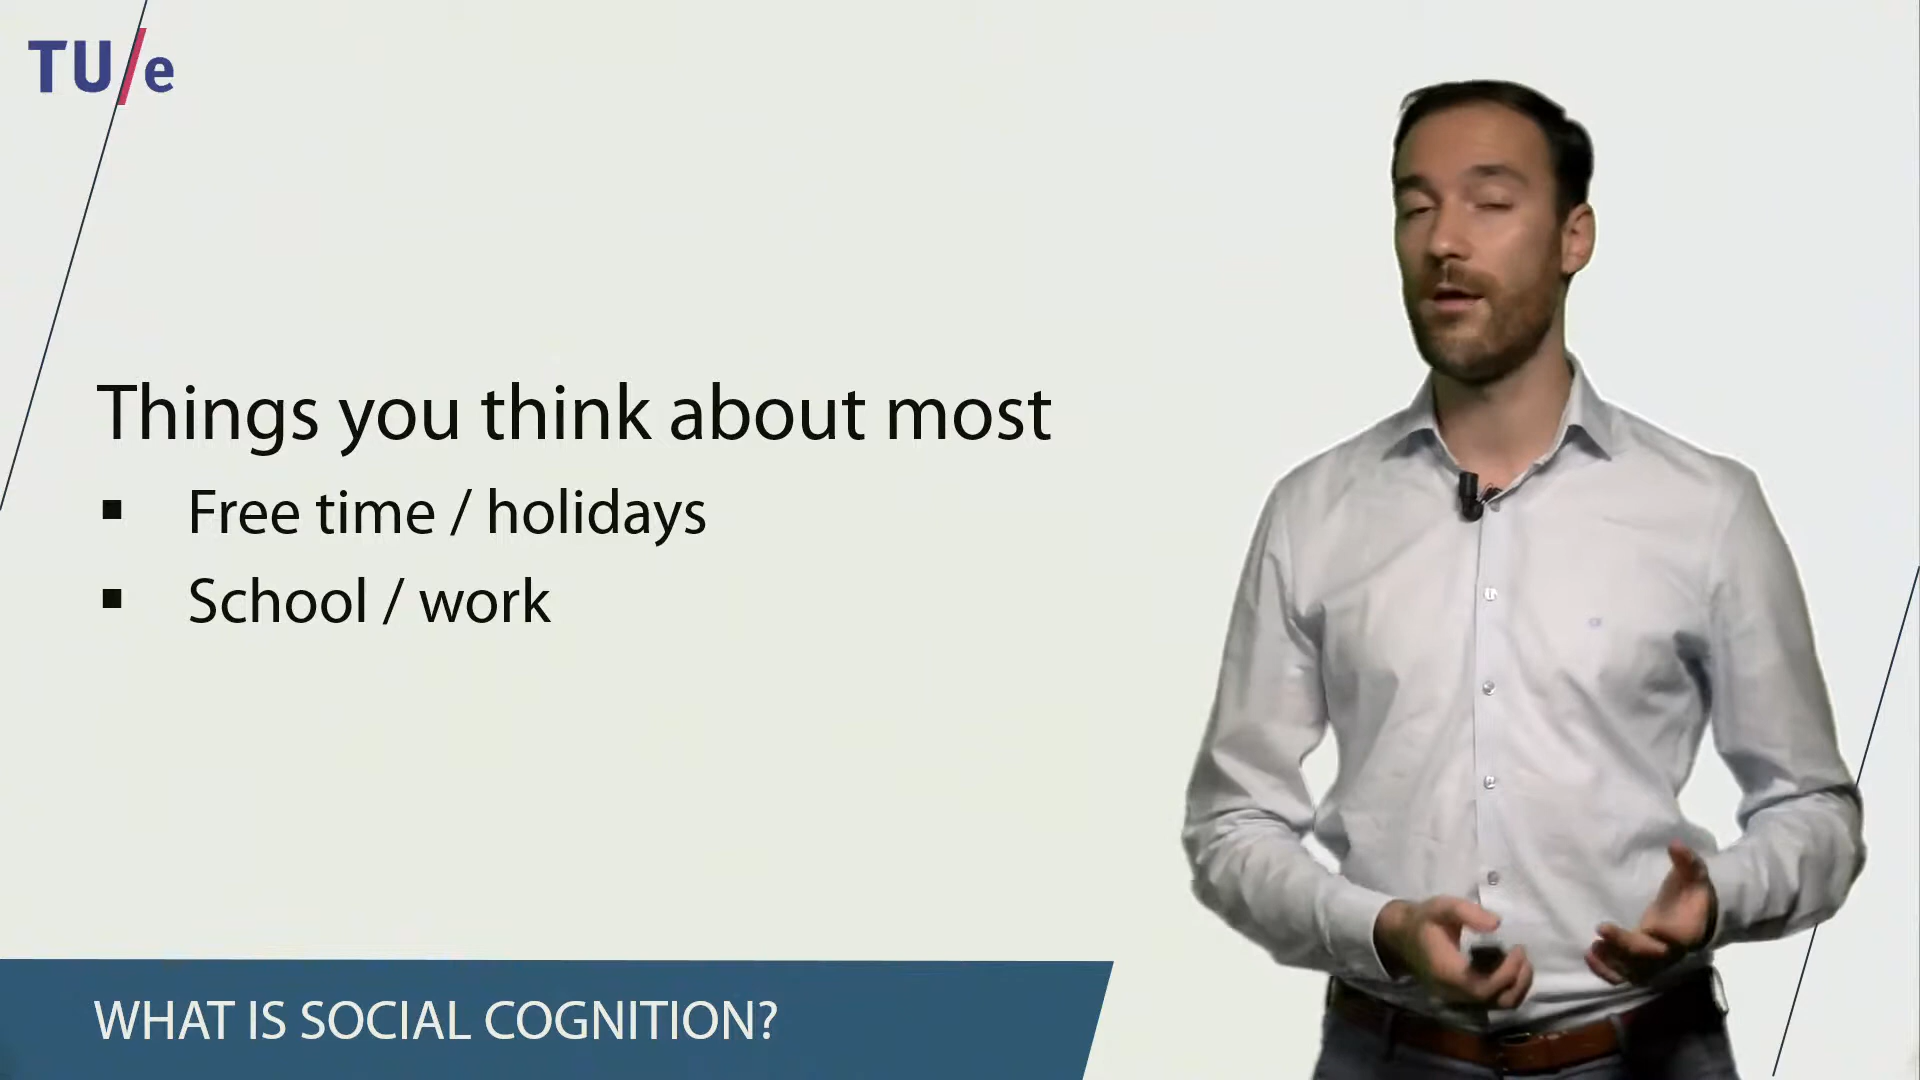 TU/e
Things you think about most
▪ Free time / holidays
▪ School / work
WHAT IS SOCIAL COGNITION?